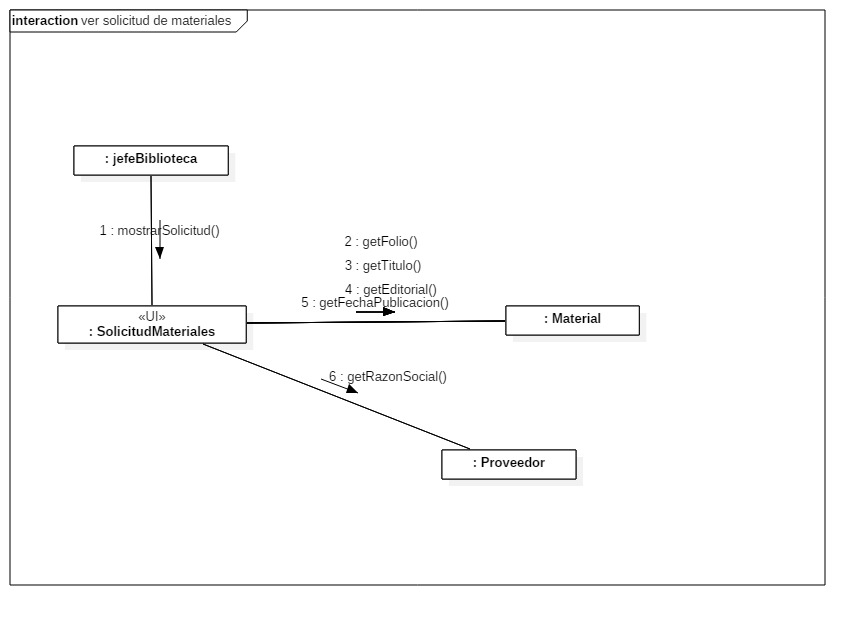 interaction ver solicitud de materiales
: jefeBiblioteca
1 : mostrarSolicitud()
2 : getFolio()
3 : getTitulo()
4 : getEditorial()
5 : getFechaPublicacion()
«UI»
: SolicitudMateriales
: Material
6 : getRazonSocial()
: Proveedor